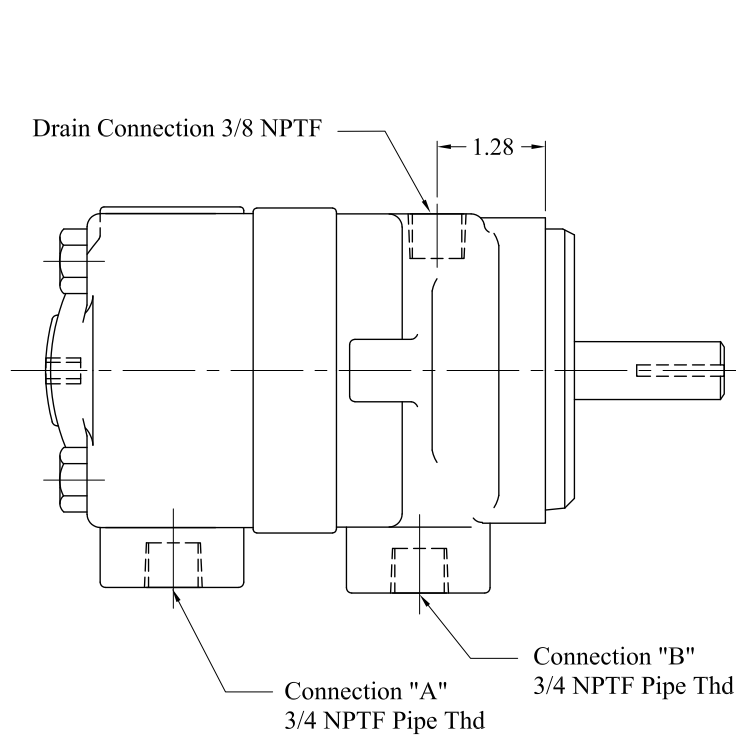 Drain Connection 3/8 NPTF
1.28
Connection "B"
3/4 NPTF Pipe Thd
Connection "A"
3/4 NPTF Pipe Thd